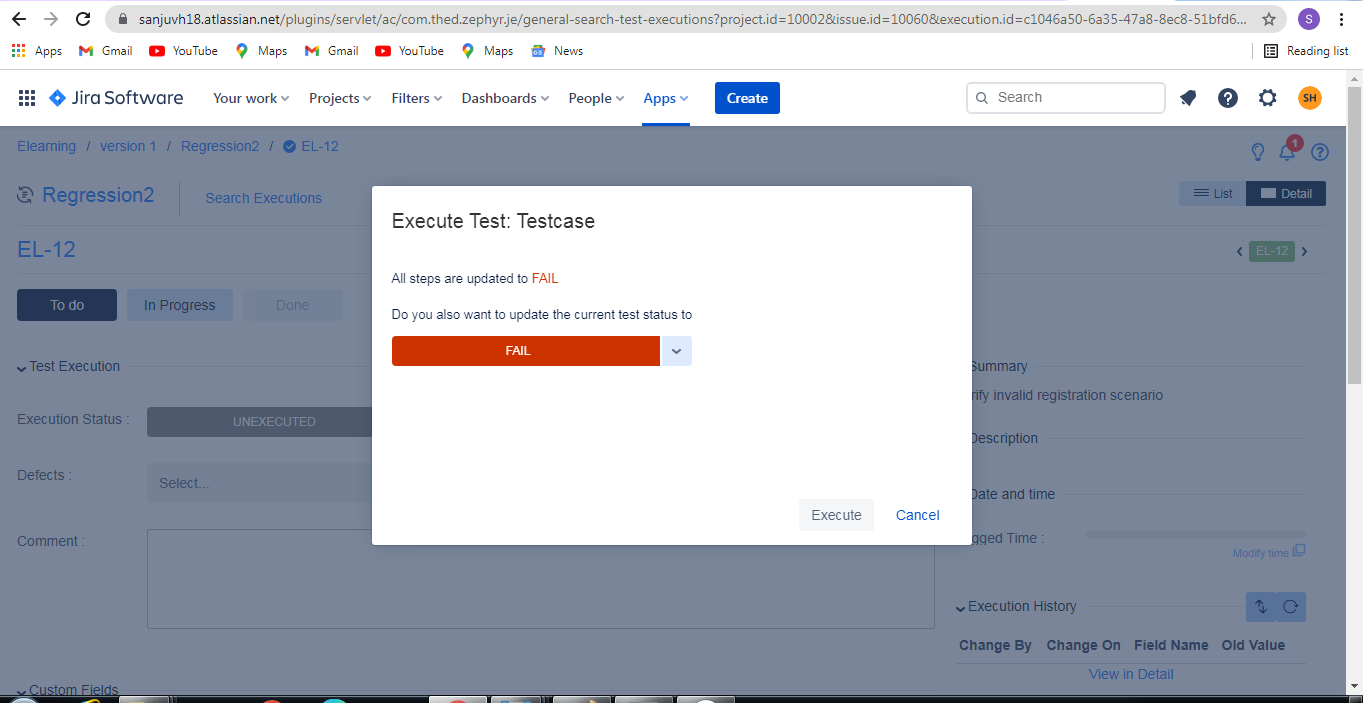 sanjuvh18.atlassian.net/plugins/servlet/ac/com.thed.zephyr.je/general-search-test-executions?project.id=10002&issue.id=10060&execution.id=c1046a50-6a35-47a8-8ec8-51bfd6... S
Apps Gmail YouTube Maps Gmail YouTube Maps News Reading list
Jira Software Your work Projects Filters Dashboards People Apps Create Search SH
Elearning / version 1 / Regression2 / EL-12 1
Regression2 Search Executions List Detail
EL-12 EL-12
To do In Progress Done
Execute Test: Testcase
All steps are updated to FAIL
Do you also want to update the current test status to
FAIL
Execute Cancel
Test Execution
Execution Status : UNEXECUTED
Defects : Select...
Comment :
Custom Fields
Summary
rify invalid registration scenario
Description
Date and time
gged Time :
Modify time
Execution History
Change By Change On Field Name Old Value
View in Detail